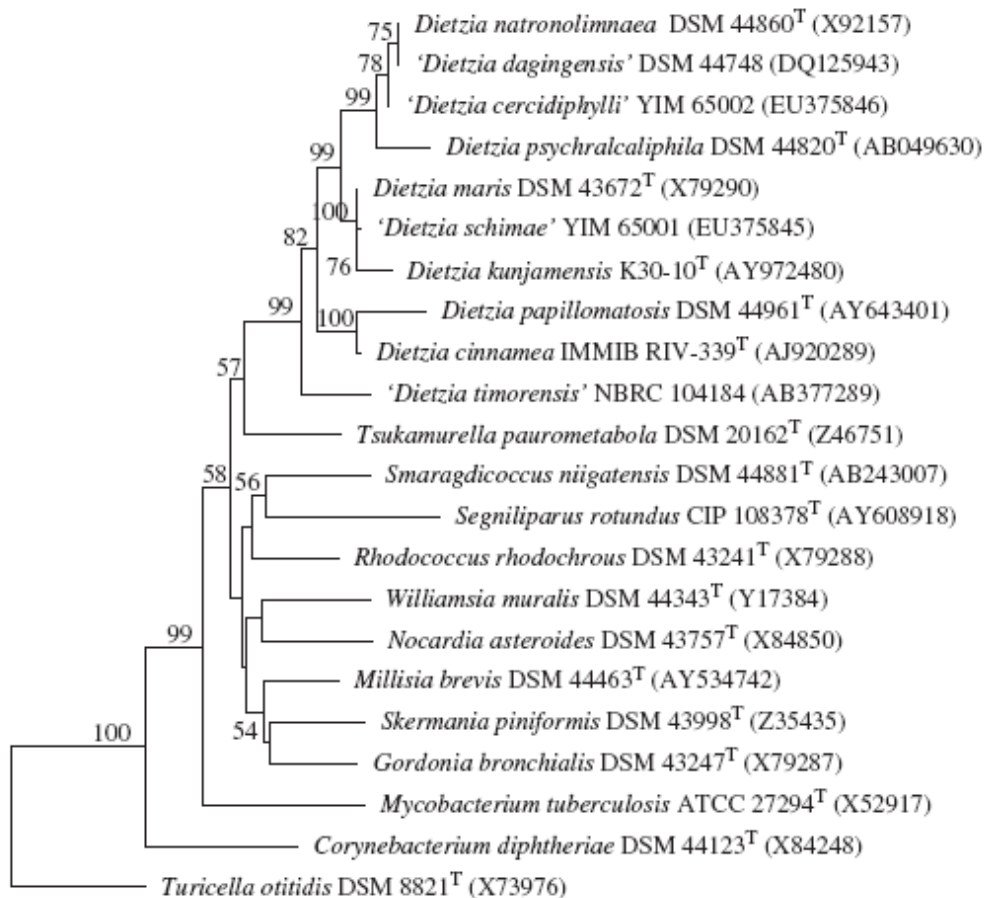 75
Dietzia natronolimnaea DSM 44860T (X92157)
78
‘Dietzia dagingensis’ DSM 44748 (DQ125943)
99
‘Dietzia cercidiphylli’ YIM 65002 (EU375846)
99
Dietzia psychralcaliphila DSM 44820T (AB049630)
Dietzia maris DSM 43672T (X79290)
100
‘Dietzia schimae’ YIM 65001 (EU375845)
82
76
Dietzia kunjamensis K30-10T (AY972480)
99
100
Dietzia papillomatosis DSM 44961T (AY643401)
Dietzia cinnamea IMMIB RIV-339T (AJ920289)
57
‘Dietzia timorensis’ NBRC 104184 (AB377289)
Tsukamurella paurometabola DSM 20162T (Z46751)
58
56
Smaragdicoccus niigatensis DSM 44881T (AB243007)
Segniliparus rotundus CIP 108378T (AY608918)
Rhodococcus rhodochrous DSM 43241T (X79288)
Williamsia muralis DSM 44343T (Y17384)
99
Nocardia asteroides DSM 43757T (X84850)
Millisia brevis DSM 44463T (AY534742)
100
54
Skermania piniformis DSM 43998T (Z35435)
Gordonia bronchialis DSM 43247T (X79287)
Mycobacterium tuberculosis ATCC 27294T (X52917)
Corynebacterium diphtheriae DSM 44123T (X84248)
Turicella otitidis DSM 8821T (X73976)